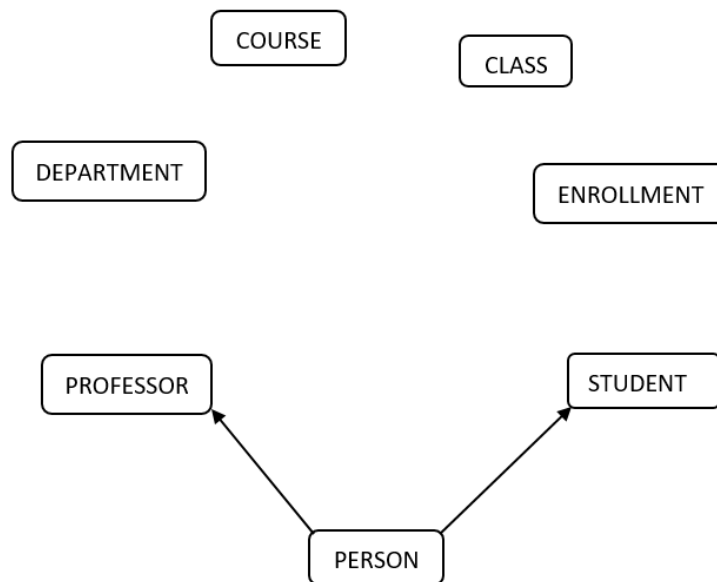 COURSE
CLASS
DEPARTMENT
ENROLLMENT
PROFESSOR
STUDENT
PERSON